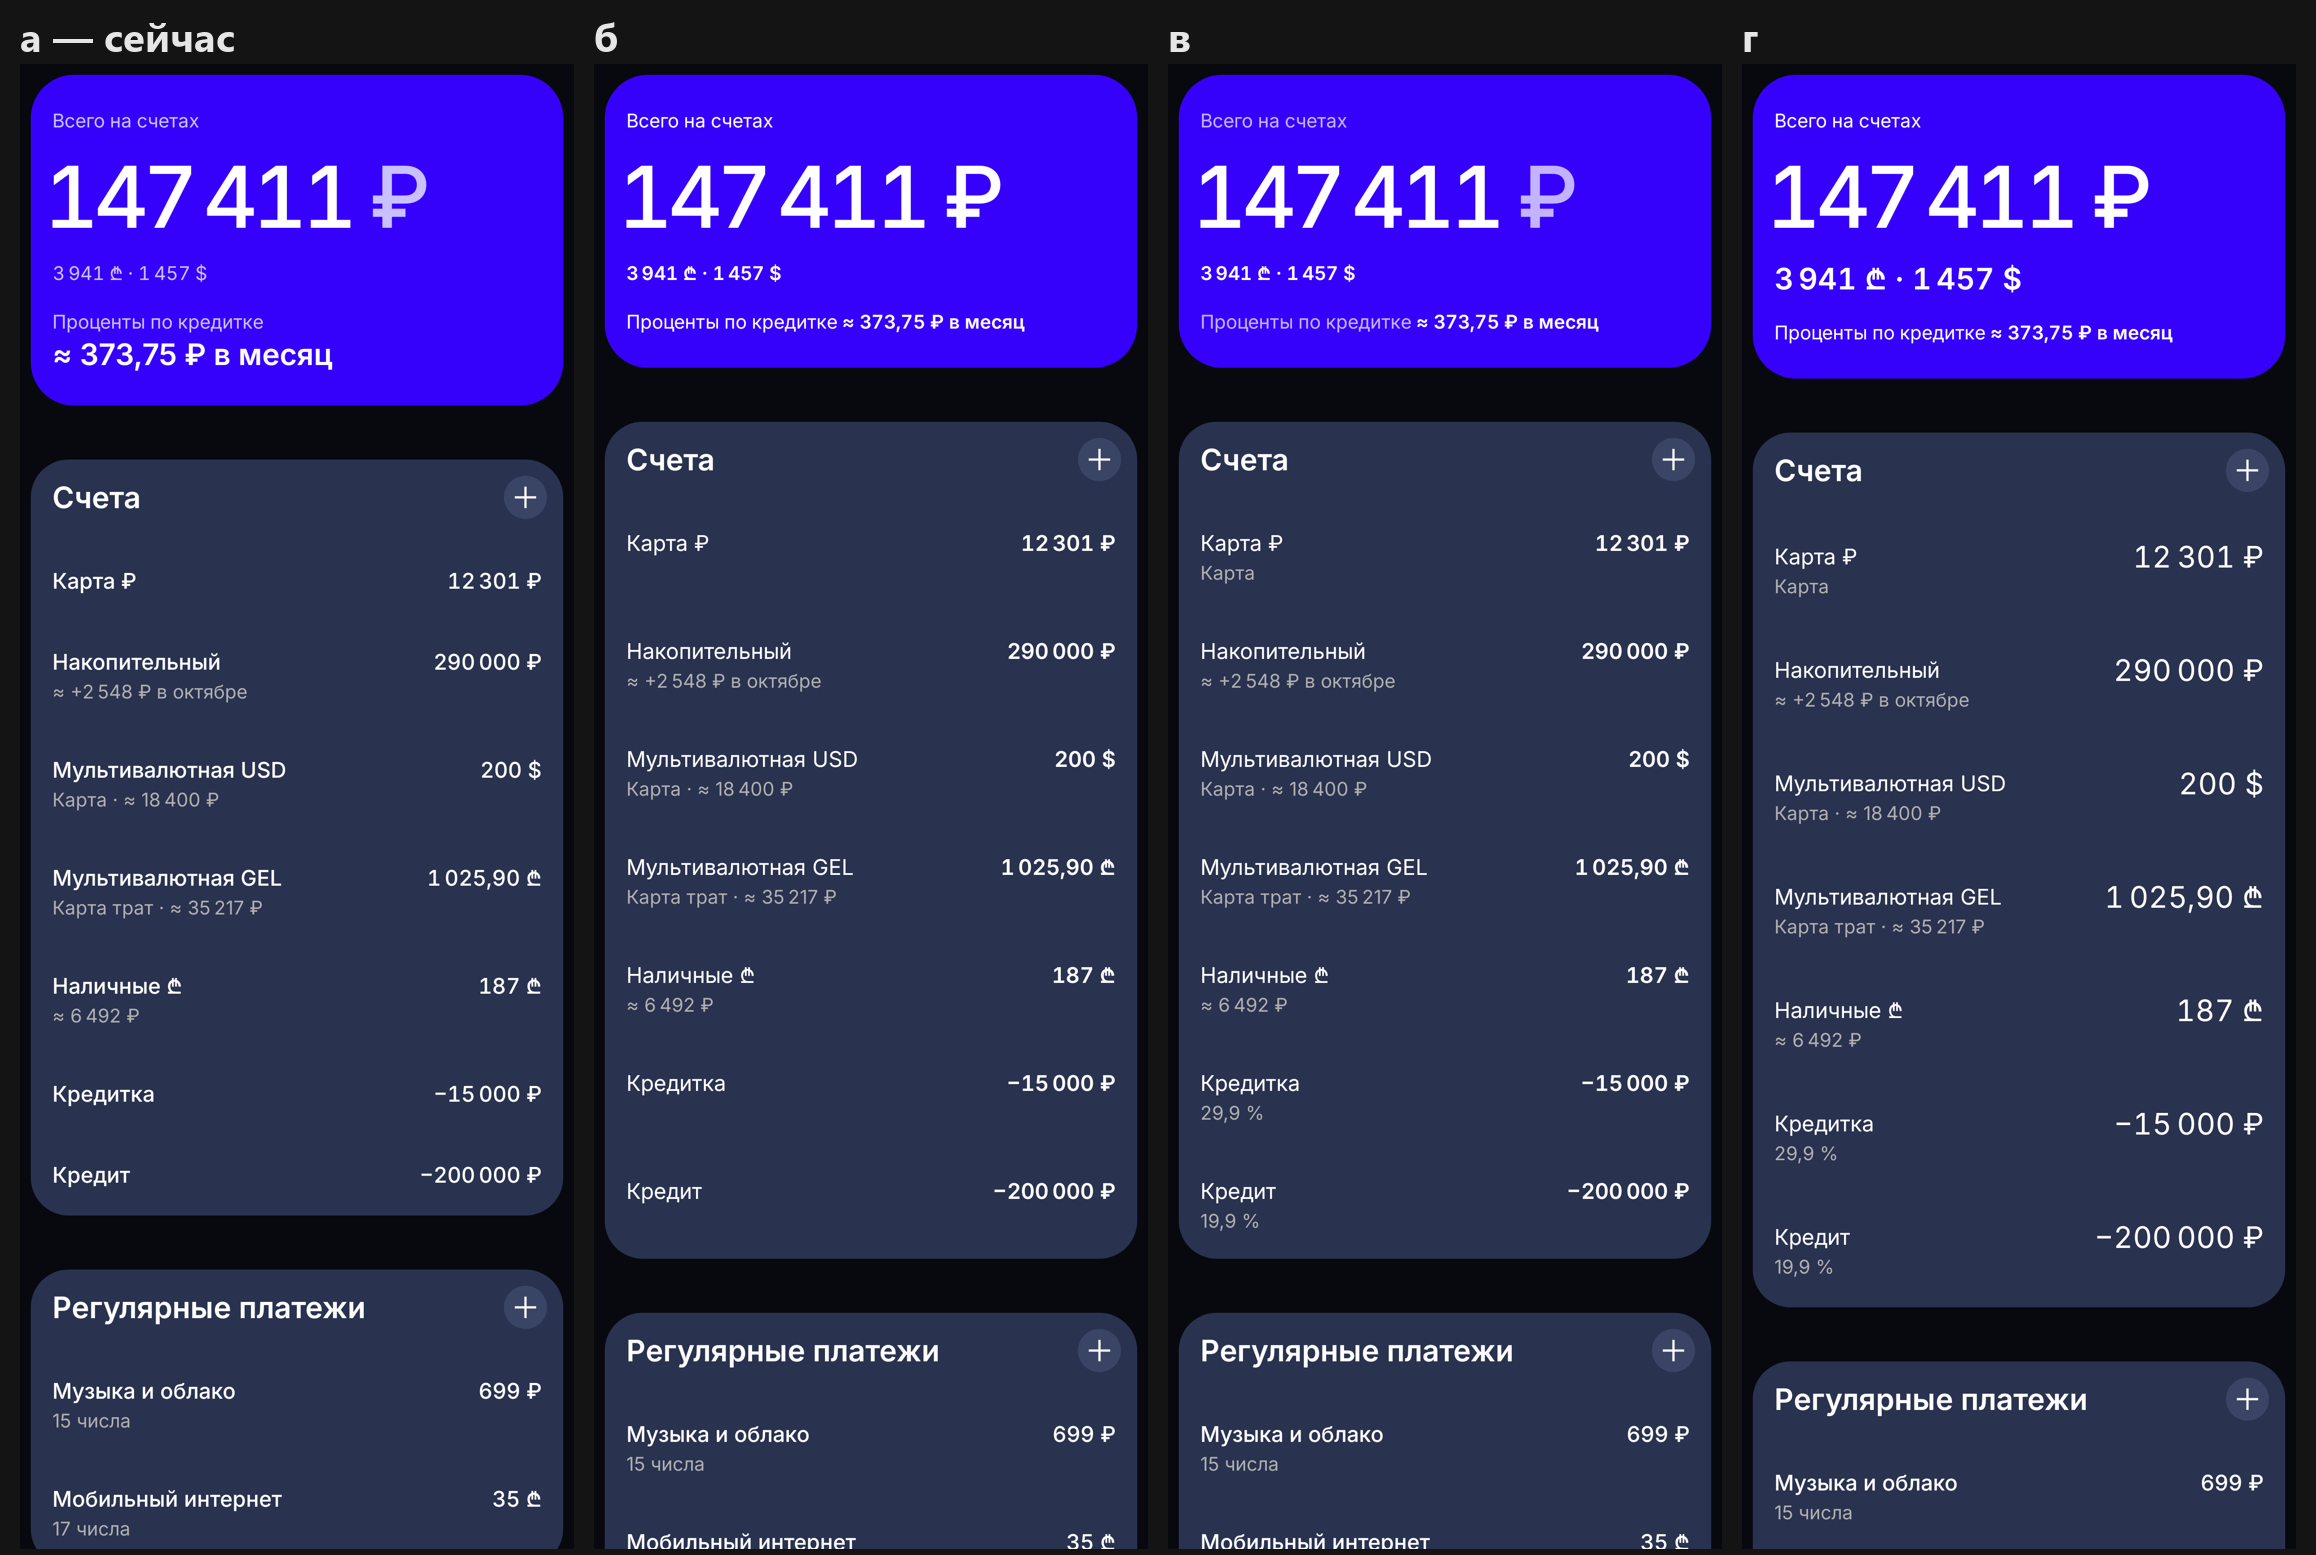 а — сейчас
Всего на счетах
147 411 ₽
3 941 ₾ · 1 457 $
Проценты по кредитке
≈ 373,75 ₽ в месяц
Счета
Карта ₽ 12 301 ₽
Накопительный 290 000 ₽
≈ +2 548 ₽ в октябре
Мультивалютная USD 200 $
Карта · ≈ 18 400 ₽
Мультивалютная GEL 1 025,90 ₾
Карта трат · ≈ 35 217 ₽
Наличные ₾ 187 ₾
≈ 6 492 ₽
Кредитка −15 000 ₽
Кредит −200 000 ₽
Регулярные платежи
Музыка и облако 699 ₽
15 числа
Мобильный интернет 35 ₾
17 числа
б
Всего на счетах
147 411 ₽
3 941 ₾ · 1 457 $
Проценты по кредитке ≈ 373,75 ₽ в месяц
Счета
Карта ₽ 12 301 ₽
Накопительный 290 000 ₽
≈ +2 548 ₽ в октябре
Мультивалютная USD 200 $
Карта · ≈ 18 400 ₽
Мультивалютная GEL 1 025,90 ₾
Карта трат · ≈ 35 217 ₽
Наличные ₾ 187 ₾
≈ 6 492 ₽
Кредитка −15 000 ₽
Кредит −200 000 ₽
Регулярные платежи
Музыка и облако 699 ₽
15 числа
Мобильный интернет 35 ₾
в
Всего на счетах
147 411 ₽
3 941 ₾ · 1 457 $
Проценты по кредитке ≈ 373,75 ₽ в месяц
Счета
Карта ₽ 12 301 ₽
Карта
Накопительный 290 000 ₽
≈ +2 548 ₽ в октябре
Мультивалютная USD 200 $
Карта · ≈ 18 400 ₽
Мультивалютная GEL 1 025,90 ₾
Карта трат · ≈ 35 217 ₽
Наличные ₾ 187 ₾
≈ 6 492 ₽
Кредитка −15 000 ₽
29,9 %
Кредит −200 000 ₽
19,9 %
Регулярные платежи
Музыка и облако 699 ₽
15 числа
Мобильный интернет 35 ₾
г
Всего на счетах
147 411 ₽
3 941 ₾ · 1 457 $
Проценты по кредитке ≈ 373,75 ₽ в месяц
Счета
Карта ₽ 12 301 ₽
Карта
Накопительный 290 000 ₽
≈ +2 548 ₽ в октябре
Мультивалютная USD 200 $
Карта · ≈ 18 400 ₽
Мультивалютная GEL 1 025,90 ₾
Карта трат · ≈ 35 217 ₽
Наличные ₾ 187 ₾
≈ 6 492 ₽
Кредитка −15 000 ₽
29,9 %
Кредит −200 000 ₽
19,9 %
Регулярные платежи
Музыка и облако 699 ₽
15 числа